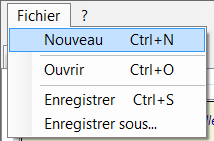 Fichier ?
Nouveau Ctrl+N
Ouvrir Ctrl+O
Enregistrer Ctrl+S
Enregistrer sous...